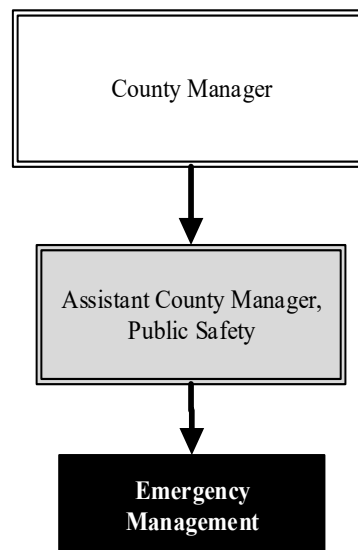 County Manager
Assistant County Manager,
Public Safety
Emergency
Management